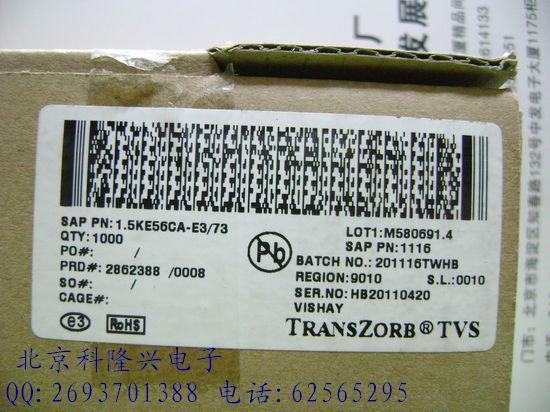 厂
发 展
614133
门市：北京市海淀区知春路132号中发电子大厦1175柜
SAP PN:1.5KE56CA-E3/73
QTY:1000
PO#: /
PRD#: 2862388 /0008
SO#: /
CAGE#:
e3
RoHS
Pb
LOT1:M580691.4
SAP PN:1116
BATCH NO.:201116TWHB
REGION:9010 S.L.:0010
SER.NO:HB20110420
VISHAY
TRANSZORB® TVS
北京科隆兴电子
QQ:2693701388 电话:62565295